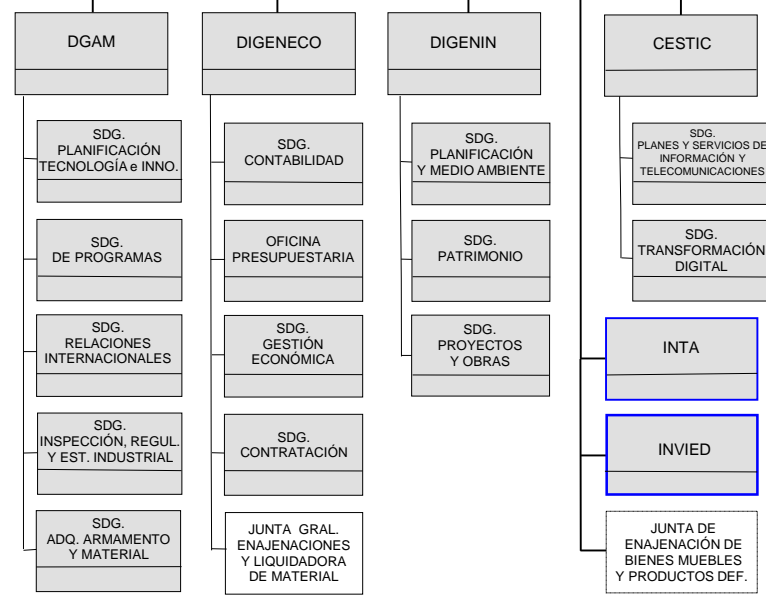 DGAM
SDG.
PLANIFICACIÓN
TECNOLOGÍA e INNO.
SDG.
DE PROGRAMAS
SDG.
RELACIONES
INTERNACIONALES
SDG.
INSPECCIÓN, REGUL.
Y EST. INDUSTRIAL
SDG.
ADQ. ARMAMENTO
Y MATERIAL
DIGENECO
SDG.
CONTABILIDAD
OFICINA
PRESUPUESTARIA
SDG.
GESTIÓN
ECONÓMICA
SDG.
CONTRATACIÓN
JUNTA GRAL.
ENAJENACIONES
Y LIQUIDADORA
DE MATERIAL
DIGENIN
SDG.
PLANIFICACIÓN
Y MEDIO AMBIENTE
SDG.
PATRIMONIO
SDG.
PROYECTOS
Y OBRAS
CESTIC
SDG.
PLANES Y SERVICIOS DE
INFORMACIÓN Y
TELECOMUNICACIONES
SDG.
TRANSFORMACIÓN
DIGITAL
INTA
INVIED
JUNTA DE
ENAJENACIÓN DE
BIENES MUEBLES
Y PRODUCTOS DEF.